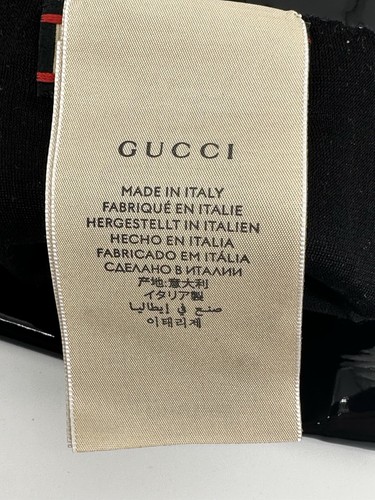 GUCCI
MADE IN ITALY
FABRIQUÉ EN ITALIE
HERGESTELLT IN ITALIEN
HECHO EN ITALIA
FABRICADO EM ITÁLIA
СДЕЛАНО В ИТАЛИИ
产地:意大利
イタリア製
صنع في إيطاليا
이태리제